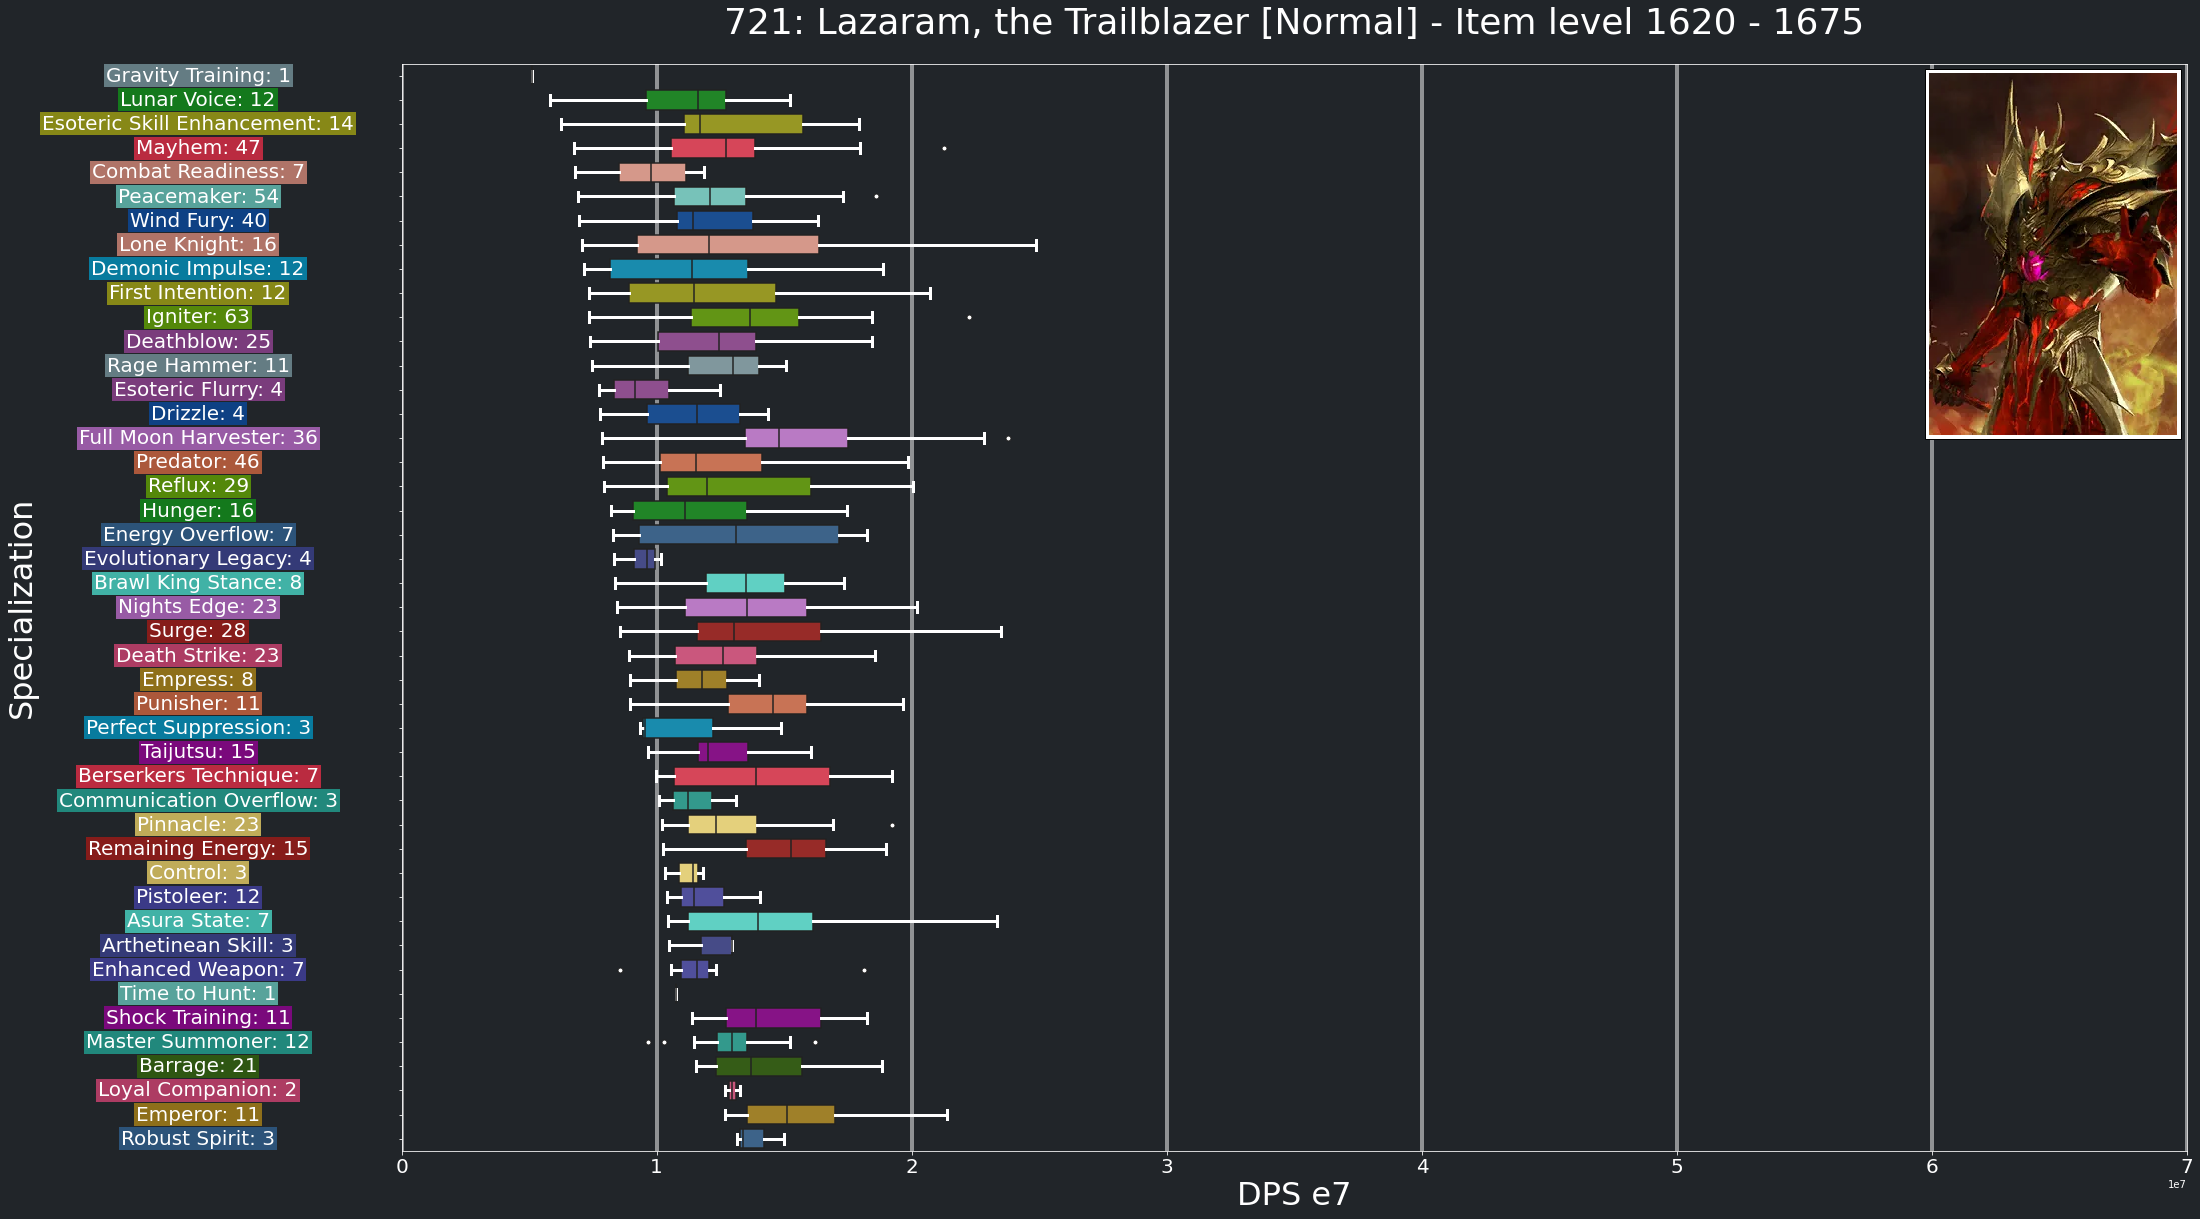 721: Lazaram, the Trailblazer [Normal] - Item level 1620 - 1675
Specialization
Gravity Training: 1
Lunar Voice: 12
Esoteric Skill Enhancement: 14
Mayhem: 47
Combat Readiness: 7
Peacemaker: 54
Wind Fury: 40
Lone Knight: 16
Demonic Impulse: 12
First Intention: 12
Igniter: 63
Deathblow: 25
Rage Hammer: 11
Esoteric Flurry: 4
Drizzle: 4
Full Moon Harvester: 36
Predator: 46
Reflux: 29
Hunger: 16
Energy Overflow: 7
Evolutionary Legacy: 4
Brawl King Stance: 8
Nights Edge: 23
Surge: 28
Death Strike: 23
Empress: 8
Punisher: 11
Perfect Suppression: 3
Taijutsu: 15
Berserkers Technique: 7
Communication Overflow: 3
Pinnacle: 23
Remaining Energy: 15
Control: 3
Pistoleer: 12
Asura State: 7
Arthetinean Skill: 3
Enhanced Weapon: 7
Time to Hunt: 1
Shock Training: 11
Master Summoner: 12
Barrage: 21
Loyal Companion: 2
Emperor: 11
Robust Spirit: 3
0 1 2 3 4 5 6 7
1e7
DPS e7